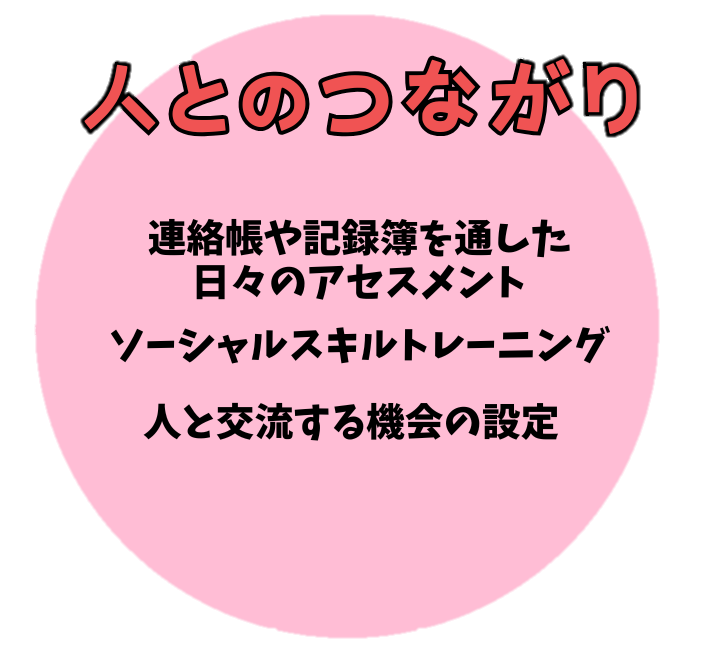 人とのつながり
連絡帳や記録簿を通した
日々のアセスメント
ソーシャルスキルトレーニング
人と交流する機会の設定